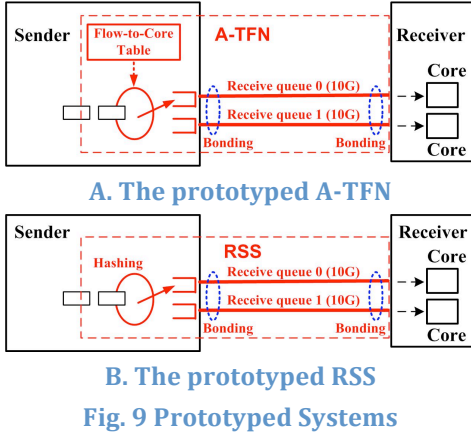 Sender
Receiver
Flow-to-Core
Table
A-TFN
Core
Receive queue 0 (10G)
Receive queue 1 (10G)
Bonding
Bonding
Core
A. The prototyped A-TFN
Sender
Receiver
RSS
Hashing
Core
Receive queue 0 (10G)
Receive queue 1 (10G)
Bonding
Bonding
Core
B. The prototyped RSS
Fig. 9 Prototyped Systems